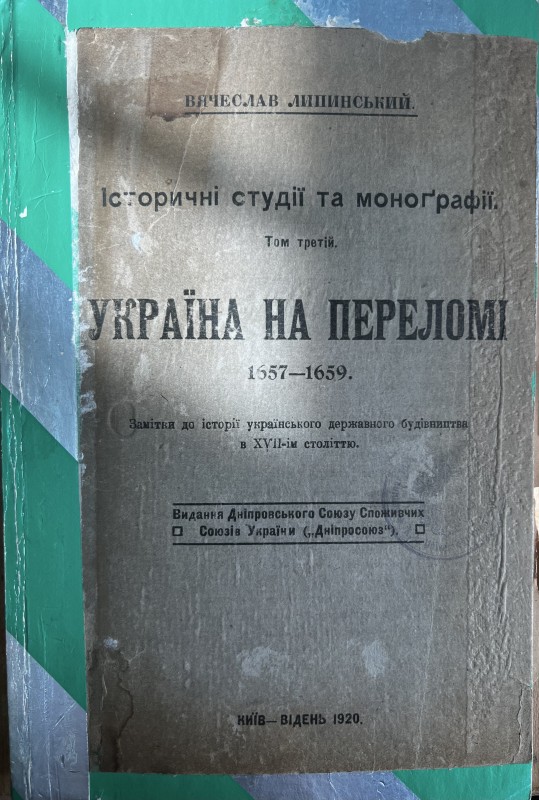 ВЯЧЕСЛАВ ЛИПИНСЬКИЙ.
Історичні студії та моноґрафії.
Том третій.
УКРАЇНА НА ПЕРЕЛОМІ
1657—1659.
Замітки до історії українського державного будівництва
в XVII-ім століттю.
Видання Дніпровського Союзу Споживчих
Союзів України („Дніпросоюз“).
КИЇВ—ВІДЕНЬ 1920.